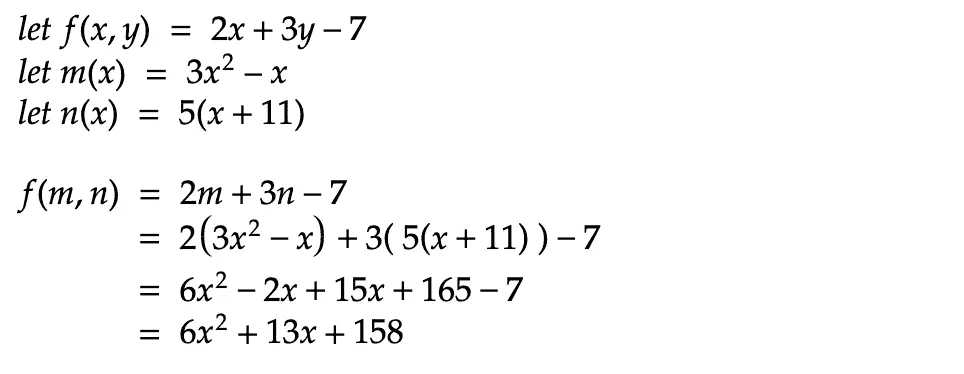 let f(x, y) = 2x + 3y – 7
let m(x) = 3x² – x
let n(x) = 5(x + 11)
f(m, n) = 2m + 3n – 7
= 2(3x² – x) + 3( 5(x + 11) ) – 7
= 6x² – 2x + 15x + 165 – 7
= 6x² + 13x + 158